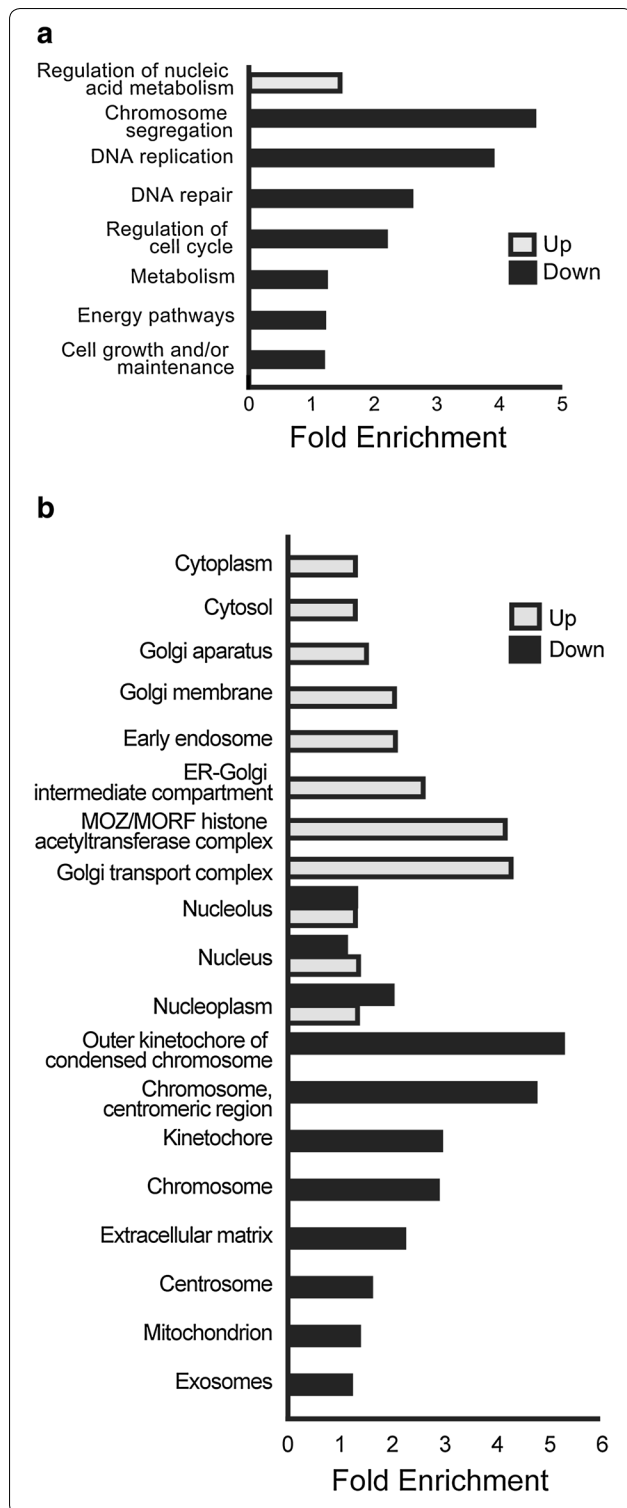 a
Regulation of nucleic
acid metabolism
Chromosome
segregation
DNA replication
DNA repair
Regulation of
cell cycle
Metabolism
Energy pathways
Cell growth and/or
maintenance
Up
Down
0 1 2 3 4 5
Fold Enrichment
b
Cytoplasm
Cytosol
Golgi aparatus
Golgi membrane
Early endosome
ER-Golgi
intermediate compartment
MOZ/MORF histone
acetyltransferase complex
Golgi transport complex
Nucleolus
Nucleus
Nucleoplasm
Outer kinetochore of
condensed chromosome
Chromosome,
centromeric region
Kinetochore
Chromosome
Extracellular matrix
Centrosome
Mitochondrion
Exosomes
Up
Down
0 1 2 3 4 5 6
Fold Enrichment